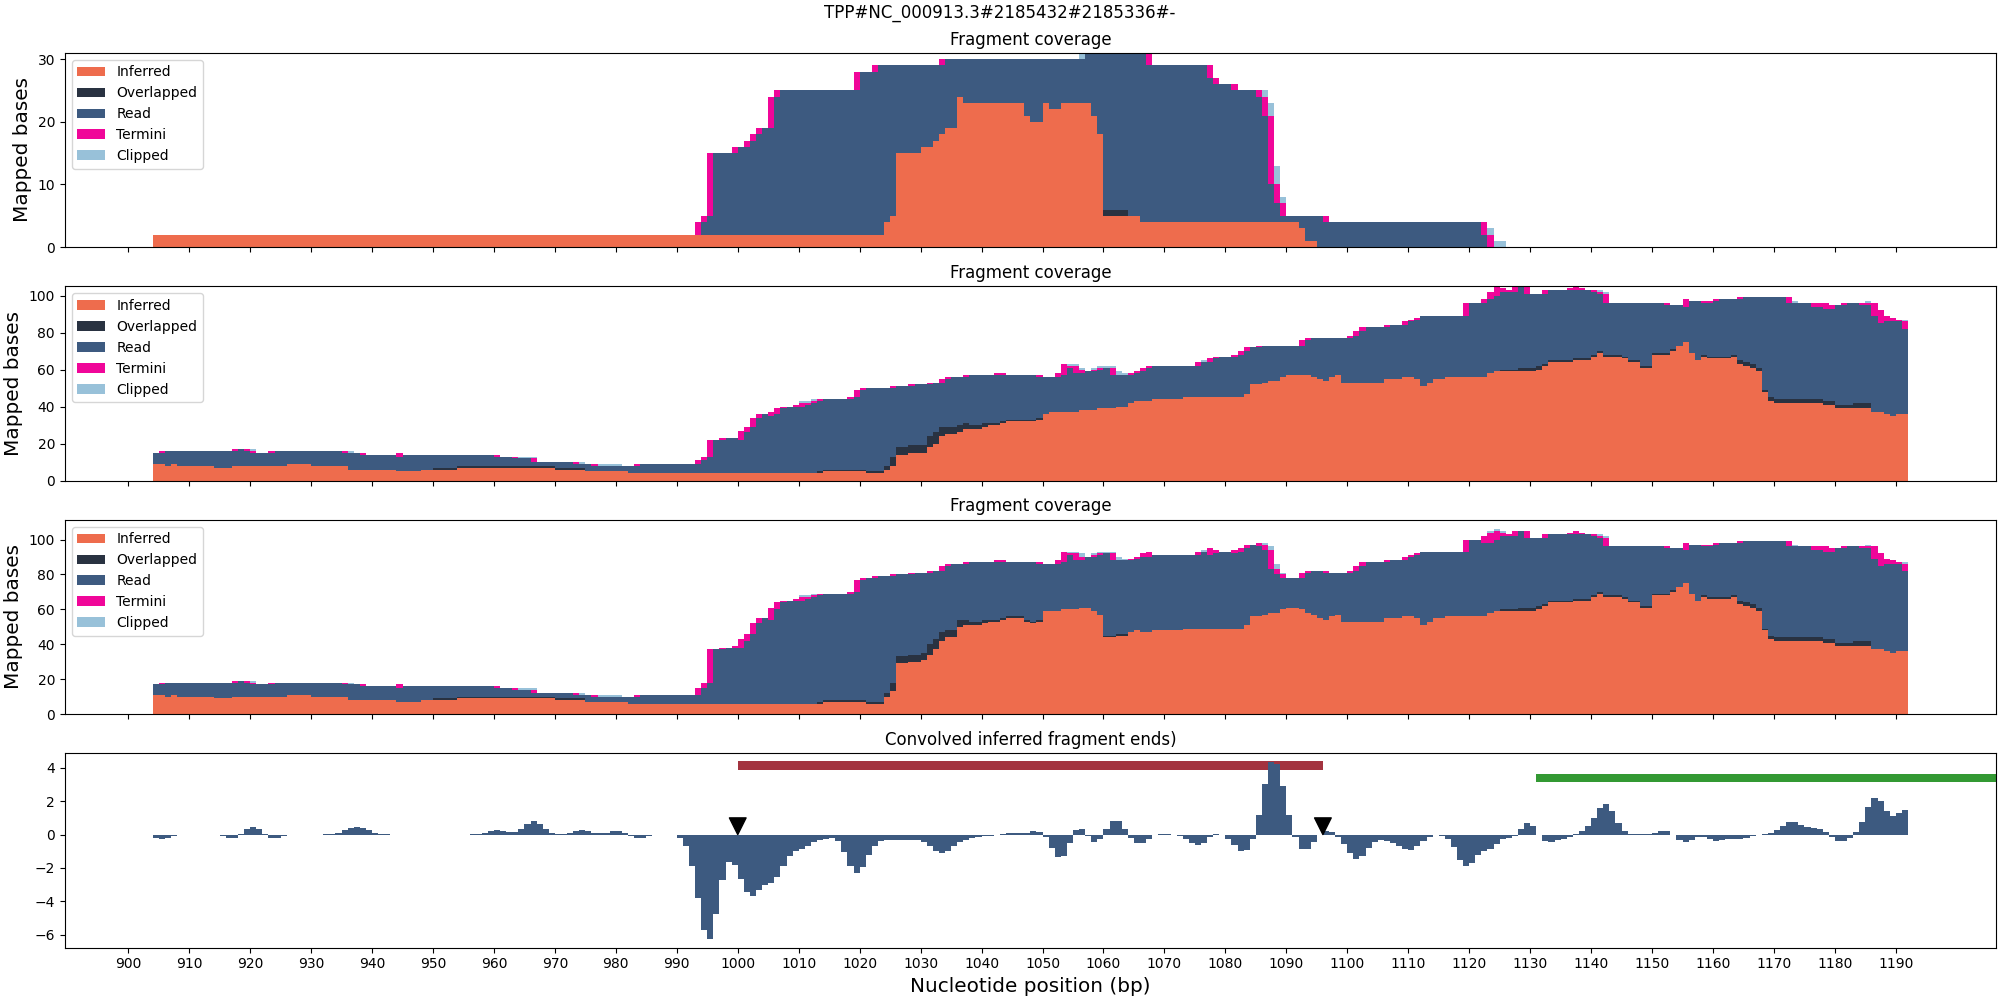 TPP#NC_000913.3#2185432#2185336#-
Fragment coverage
Mapped bases
30
20
10
0
Inferred
Overlapped
Read
Termini
Clipped
Fragment coverage
Mapped bases
100
80
60
40
20
0
Inferred
Overlapped
Read
Termini
Clipped
Fragment coverage
Mapped bases
100
80
60
40
20
0
Inferred
Overlapped
Read
Termini
Clipped
Convolved inferred fragment ends)
4
2
0
−2
−4
−6
900 910 920 930 940 950 960 970 980 990 1000 1010 1020 1030 1040 1050 1060 1070 1080 1090 1100 1110 1120 1130 1140 1150 1160 1170 1180 1190
Nucleotide position (bp)